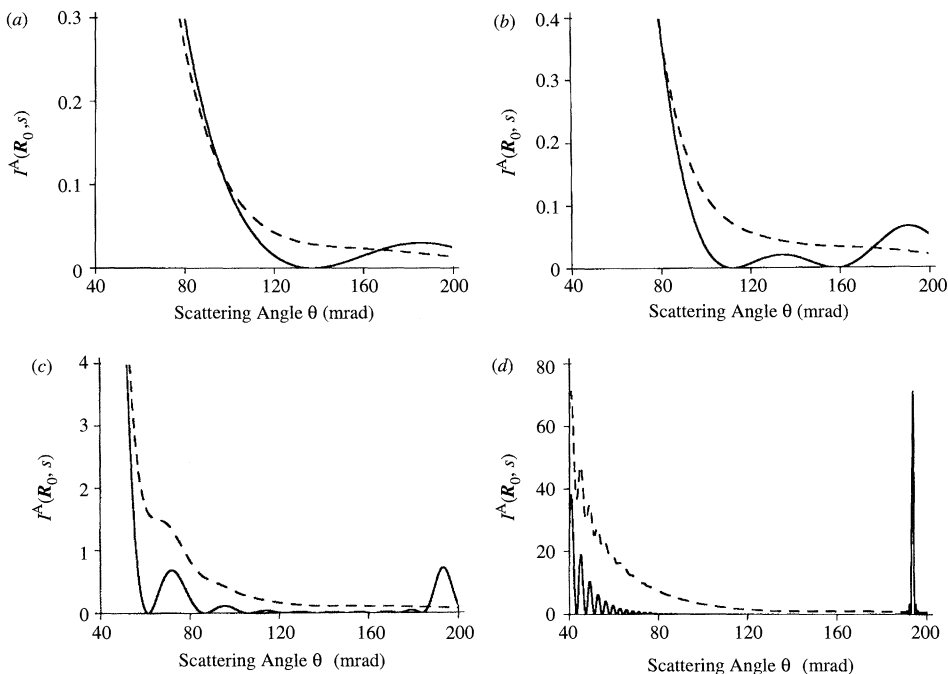 (a)
0.3
0.2
0.1
0
I^A(R_0, s)
40 80 120 160 200
Scattering Angle θ (mrad)
(b)
0.4
0.3
0.2
0.1
0
I^A(R_0, s)
40 80 120 160 200
Scattering Angle θ (mrad)
(c)
4
3
2
1
0
I^A(R_0, s)
40 80 120 160 200
Scattering Angle θ (mrad)
(d)
80
60
40
20
0
I^A(R_0, s)
40 80 120 160 200
Scattering Angle θ (mrad)